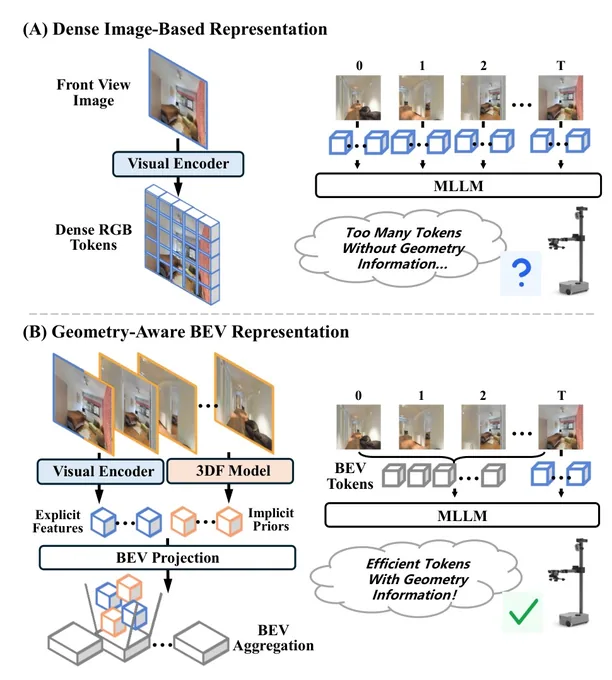 (A) Dense Image-Based Representation
Front View
Image
Visual Encoder
Dense RGB
Tokens
0 1 2 T
MLLM
Too Many Tokens
Without Geometry
Information...
?
(B) Geometry-Aware BEV Representation
Visual Encoder
3DF Model
Explicit
Features
Implicit
Priors
BEV Projection
BEV
Aggregation
0 1 2 T
BEV
Tokens
MLLM
Efficient Tokens
With Geometry
Information!